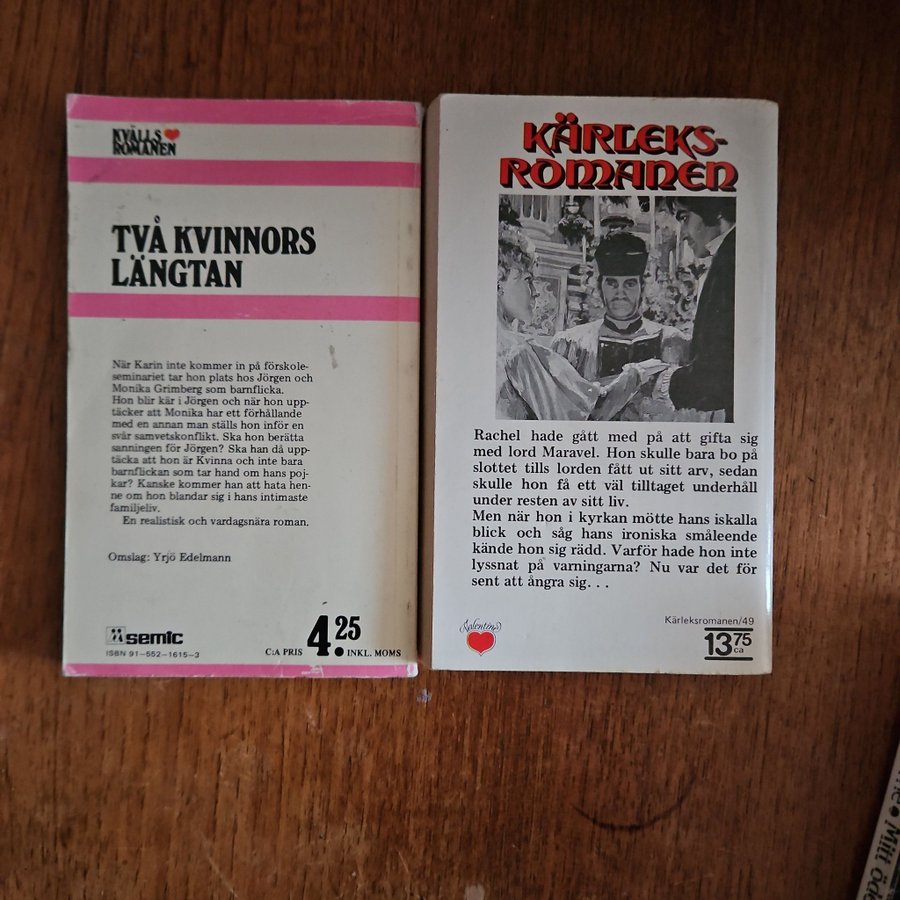 KVÄLLS
ROMANEN
TVÅ KVINNORS
LÄNGTAN
När Karin inte kommer in på förskole-
seminariet tar hon plats hos Jörgen och
Monika Grimberg som barnflicka.
Hon blir kär i Jörgen och när hon upp-
täcker att Monika har ett förhållande
med en annan man ställs hon inför en
svår samvetskonflikt. Ska hon berätta
sanningen för Jörgen? Ska han då upp-
täcka att hon är Kvinna och inte bara
barnflickan som tar hand om hans poj-
kar? Kanske kommer han att hata hen-
ne om hon blandar sig i hans intimaste
familjeliv.
En realistisk och vardagsnära roman.
Omslag: Yrjö Edelmann
semic
ISBN 91-552-1615-3
C:A PRIS 4.25 INKL. MOMS
KÄRLEKS-
ROMANEN
Rachel hade gått med på att gifta sig
med lord Maravel. Hon skulle bara bo på
slottet tills lorden fått ut sitt arv, sedan
skulle hon få ett väl tilltaget underhåll
under resten av sitt liv.
Men när hon i kyrkan mötte hans iskalla
blick och såg hans ironiska småleende
kände hon sig rädd. Varför hade hon inte
lyssnat på varningarna? Nu var det för
sent att ångra sig. . .
Valentine
Kärleksromanen/49
13 75
ca
Mitt öde